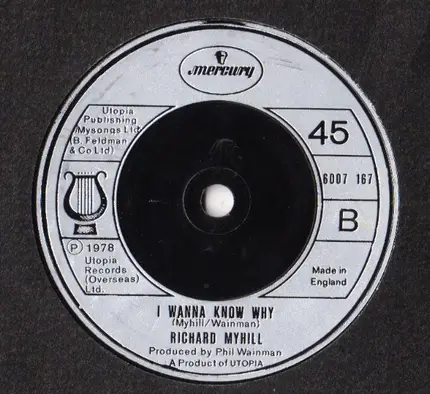 mercury
Utopia
Publishing
/Mysongs Ltd
(B. Feldman
& Co Ltd)
45
6007 167
B
Ⓟ 1978
Utopia
Records
(Overseas)
Ltd.
Made in
England
I WANNA KNOW WHY
(Myhill/Wainman)
RICHARD MYHILL
Produced by Phil Wainman
A Product of UTOPIA